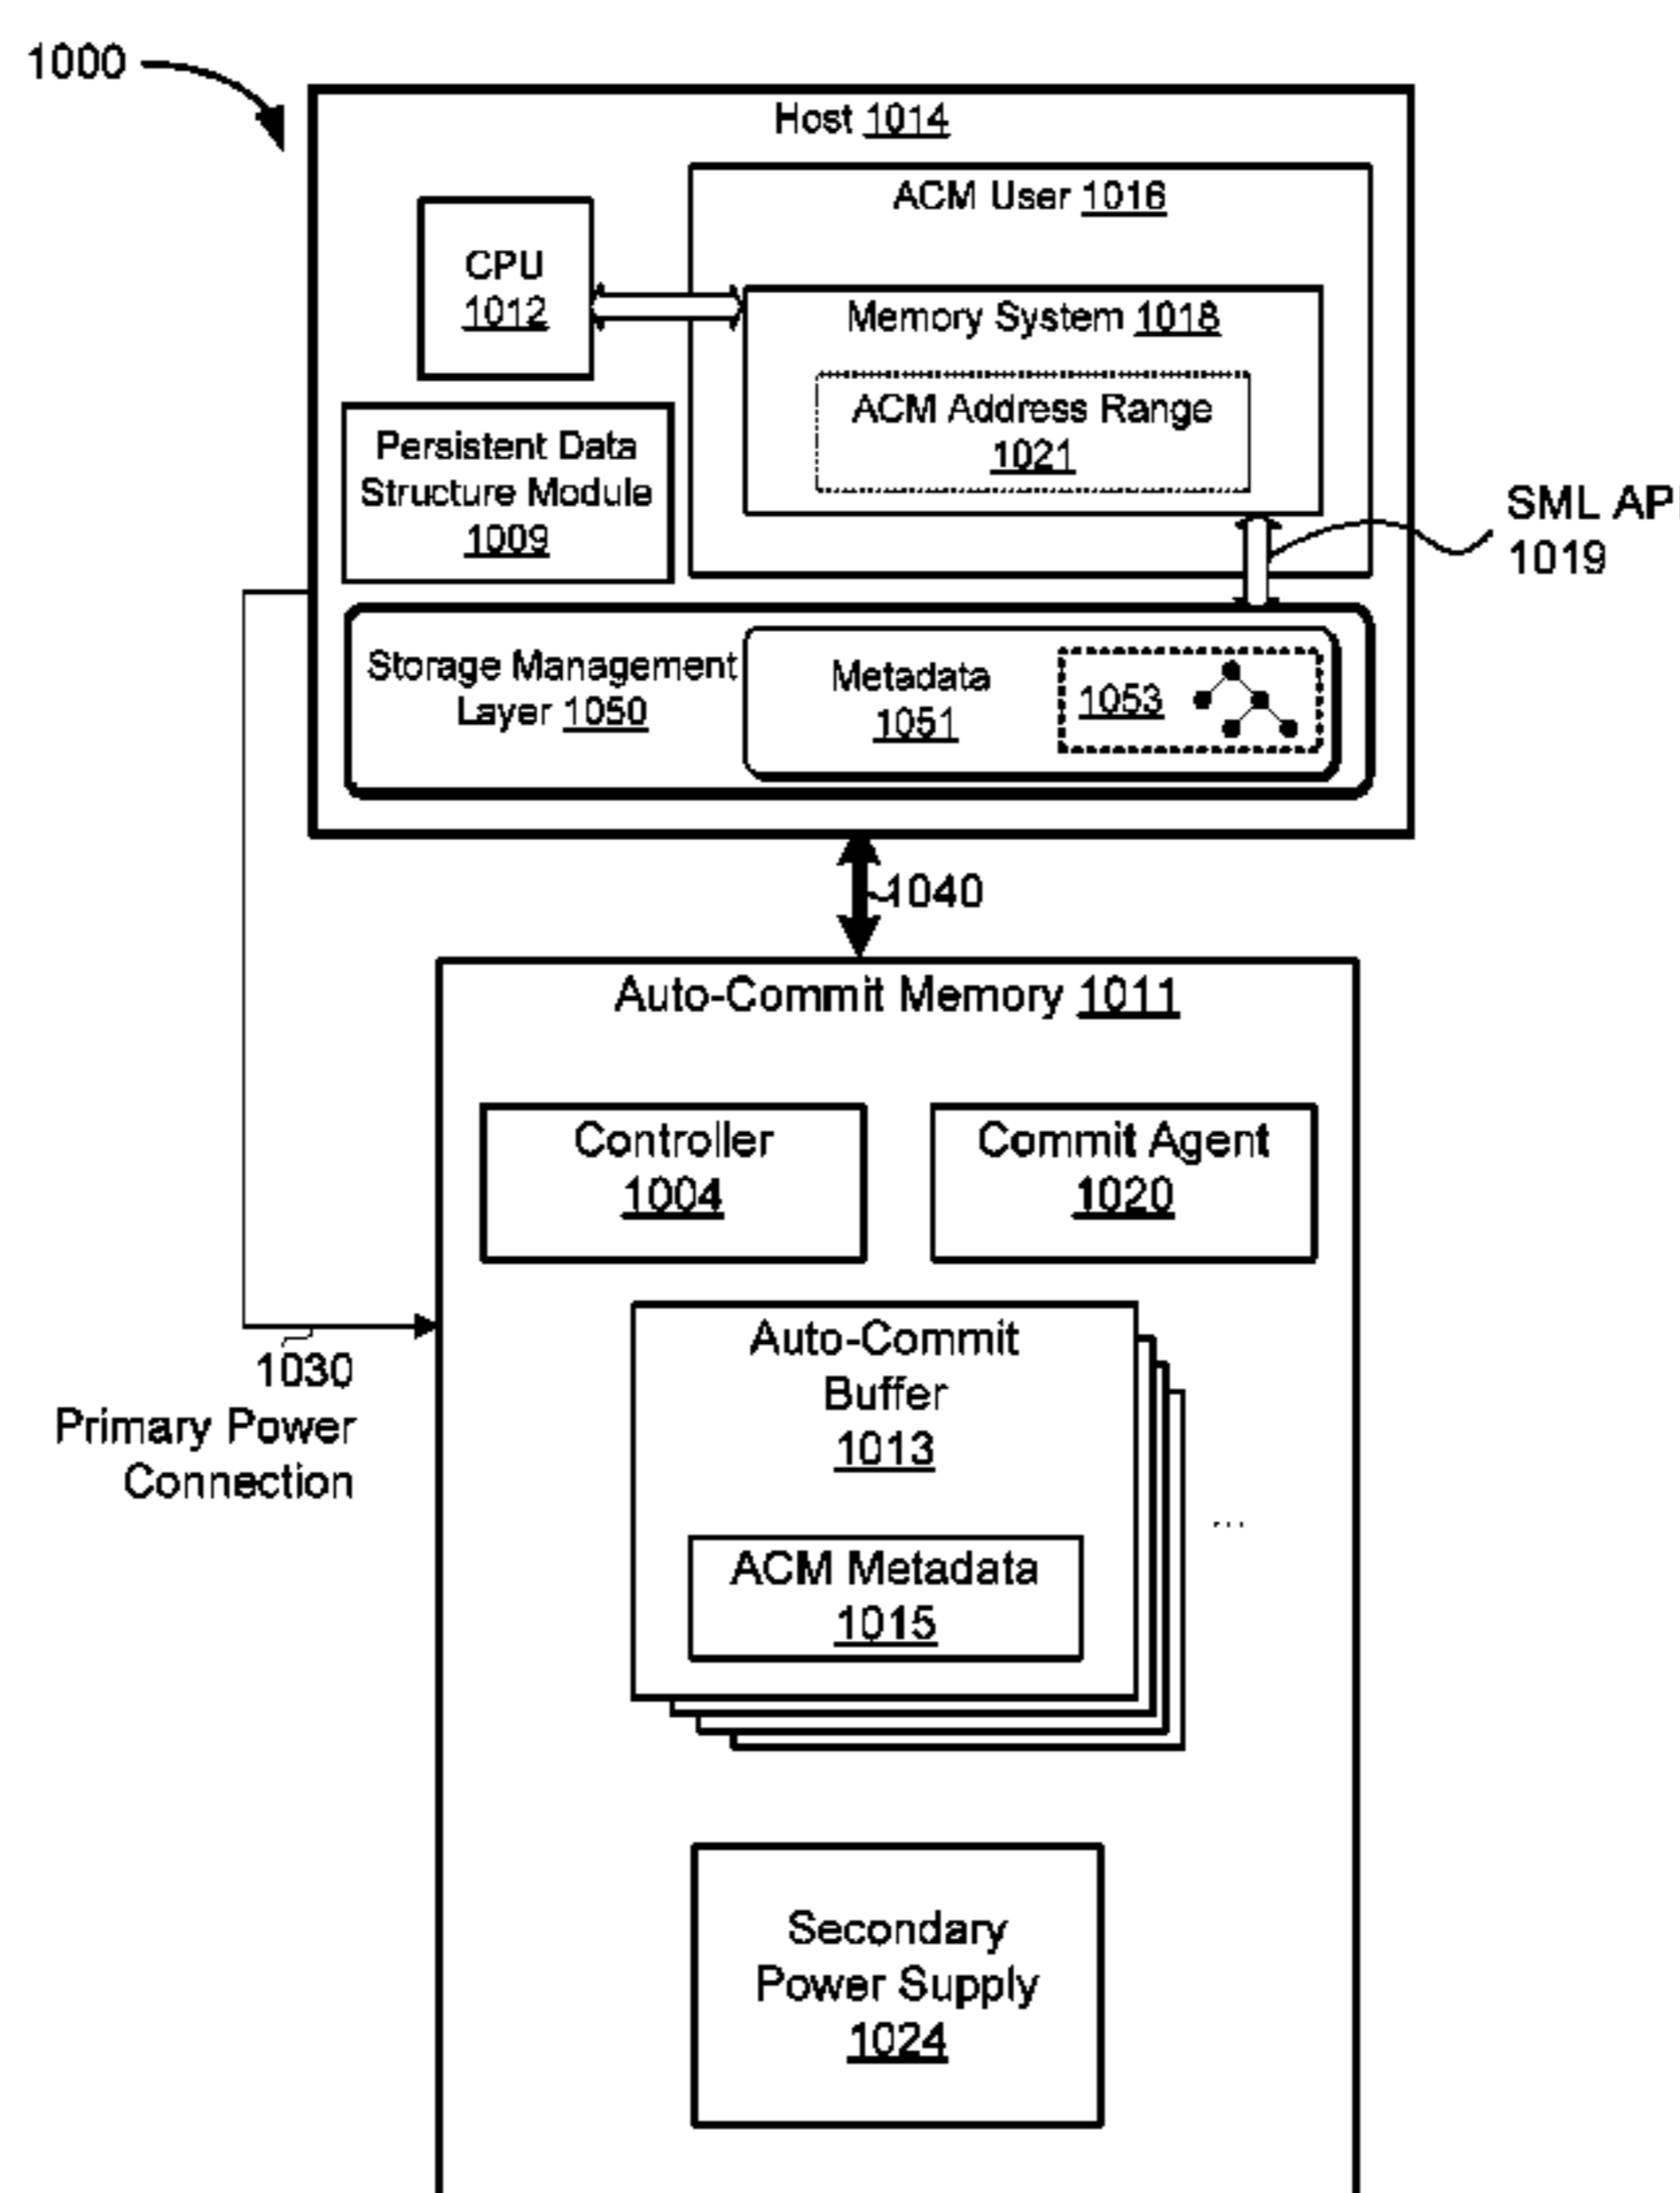 1000
Host 1014
ACM User 1016
CPU
1012
Memory System 1018
ACM Address Range
1021
Persistent Data
Structure Module
1009
SML API
1019
Storage Management
Layer 1050
Metadata
1051
1053
1040
Auto-Commit Memory 1011
Controller
1004
Commit Agent
1020
Auto-Commit
Buffer
1013
ACM Metadata
1015
...
1030
Primary Power
Connection
Secondary
Power Supply
1024